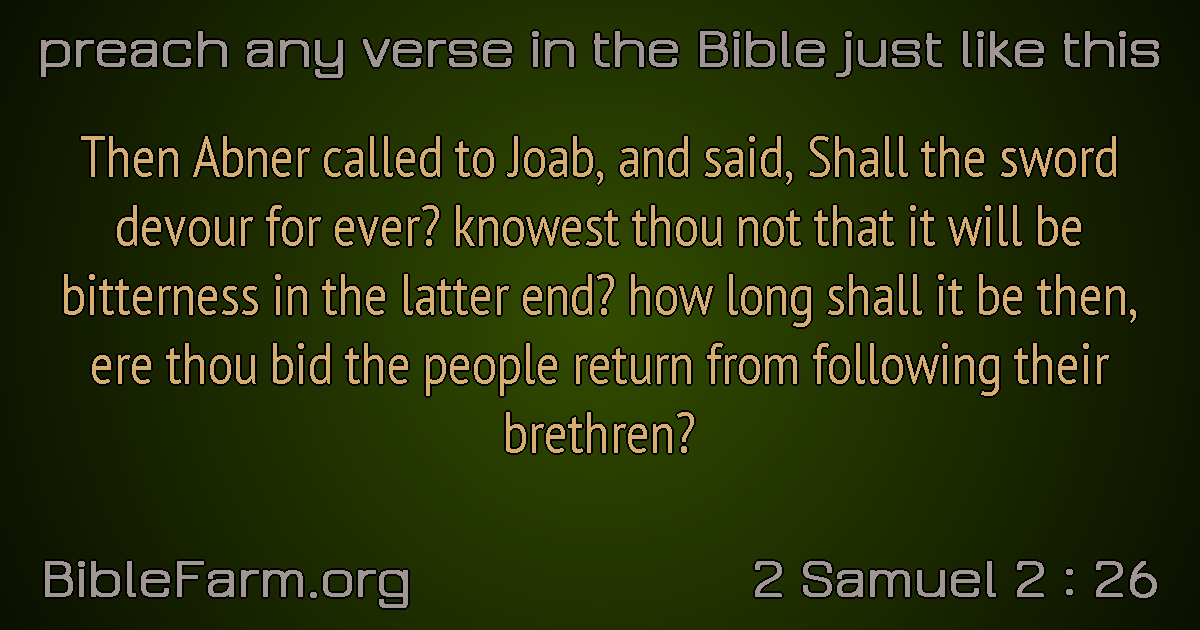 preach any verse in the Bible just like this
Then Abner called to Joab, and said, Shall the sword
devour for ever? knowest thou not that it will be
bitterness in the latter end? how long shall it be then,
ere thou bid the people return from following their
brethren?
BibleFarm.org
2 Samuel 2 : 26